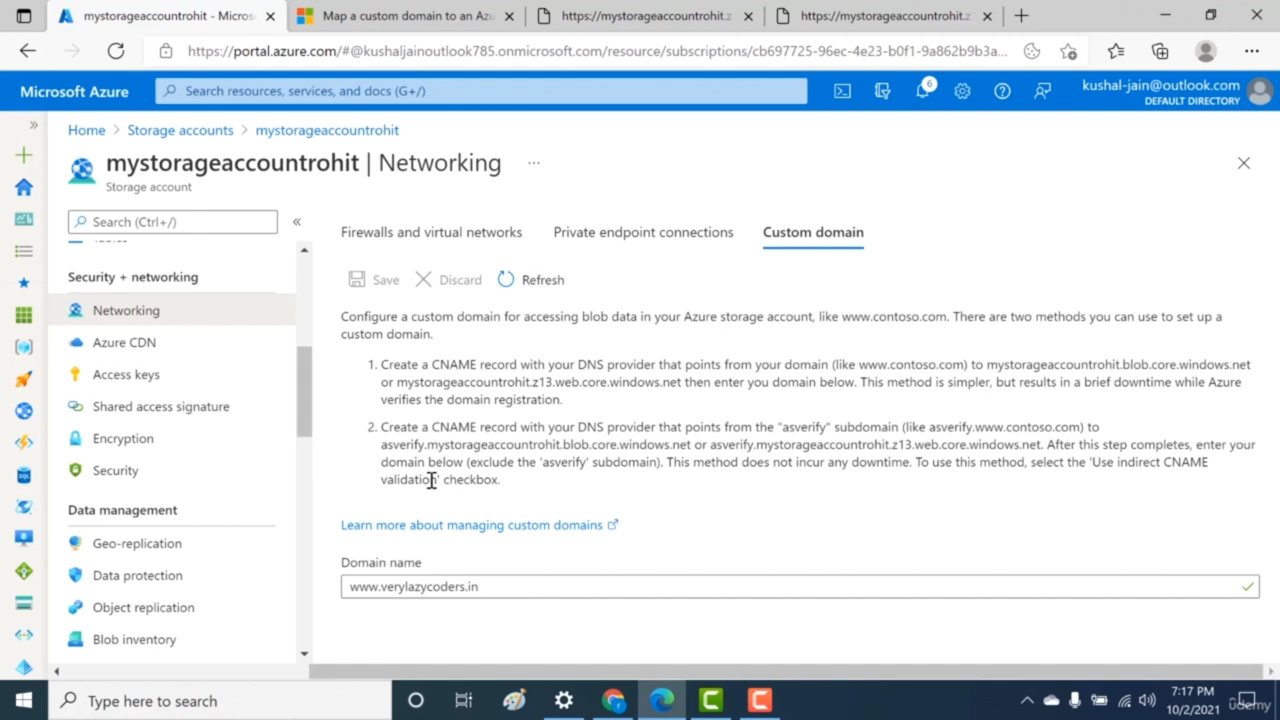 mystorageaccountrohit - Micros
Map a custom domain to an Azu
https://mystorageaccountrohit.z
https://mystorageaccountrohit.z
https://portal.azure.com/#@kushaljainoutlook785.onmicrosoft.com/resource/subscriptions/cb697725-96ec-4e23-b0f1-9a862b9b3a...
Microsoft Azure
Search resources, services, and docs (G+/)
6
kushal-jain@outlook.com
DEFAULT DIRECTORY
Home > Storage accounts > mystorageaccountrohit
mystorageaccountrohit | Networking ...
Storage account
Search (Ctrl+/)
Tables
Security + networking
Networking
Azure CDN
Access keys
Shared access signature
Encryption
Security
Data management
Geo-replication
Data protection
Object replication
Blob inventory
Firewalls and virtual networks Private endpoint connections Custom domain
Save Discard Refresh
Configure a custom domain for accessing blob data in your Azure storage account, like www.contoso.com. There are two methods you can use to set up a
custom domain.
1. Create a CNAME record with your DNS provider that points from your domain (like www.contoso.com) to mystorageaccountrohit.blob.core.windows.net
or mystorageaccountrohit.z13.web.core.windows.net then enter you domain below. This method is simpler, but results in a brief downtime while Azure
verifies the domain registration.
2. Create a CNAME record with your DNS provider that points from the "asverify" subdomain (like asverify.www.contoso.com) to
asverify.mystorageaccountrohit.blob.core.windows.net or asverify.mystorageaccountrohit.z13.web.core.windows.net. After this step completes, enter your
domain below (exclude the 'asverify' subdomain). This method does not incur any downtime. To use this method, select the 'Use indirect CNAME
validation' checkbox.
Learn more about managing custom domains
Domain name
www.verylazycoders.in
Type here to search
7:17 PM
10/2/2021
udemy